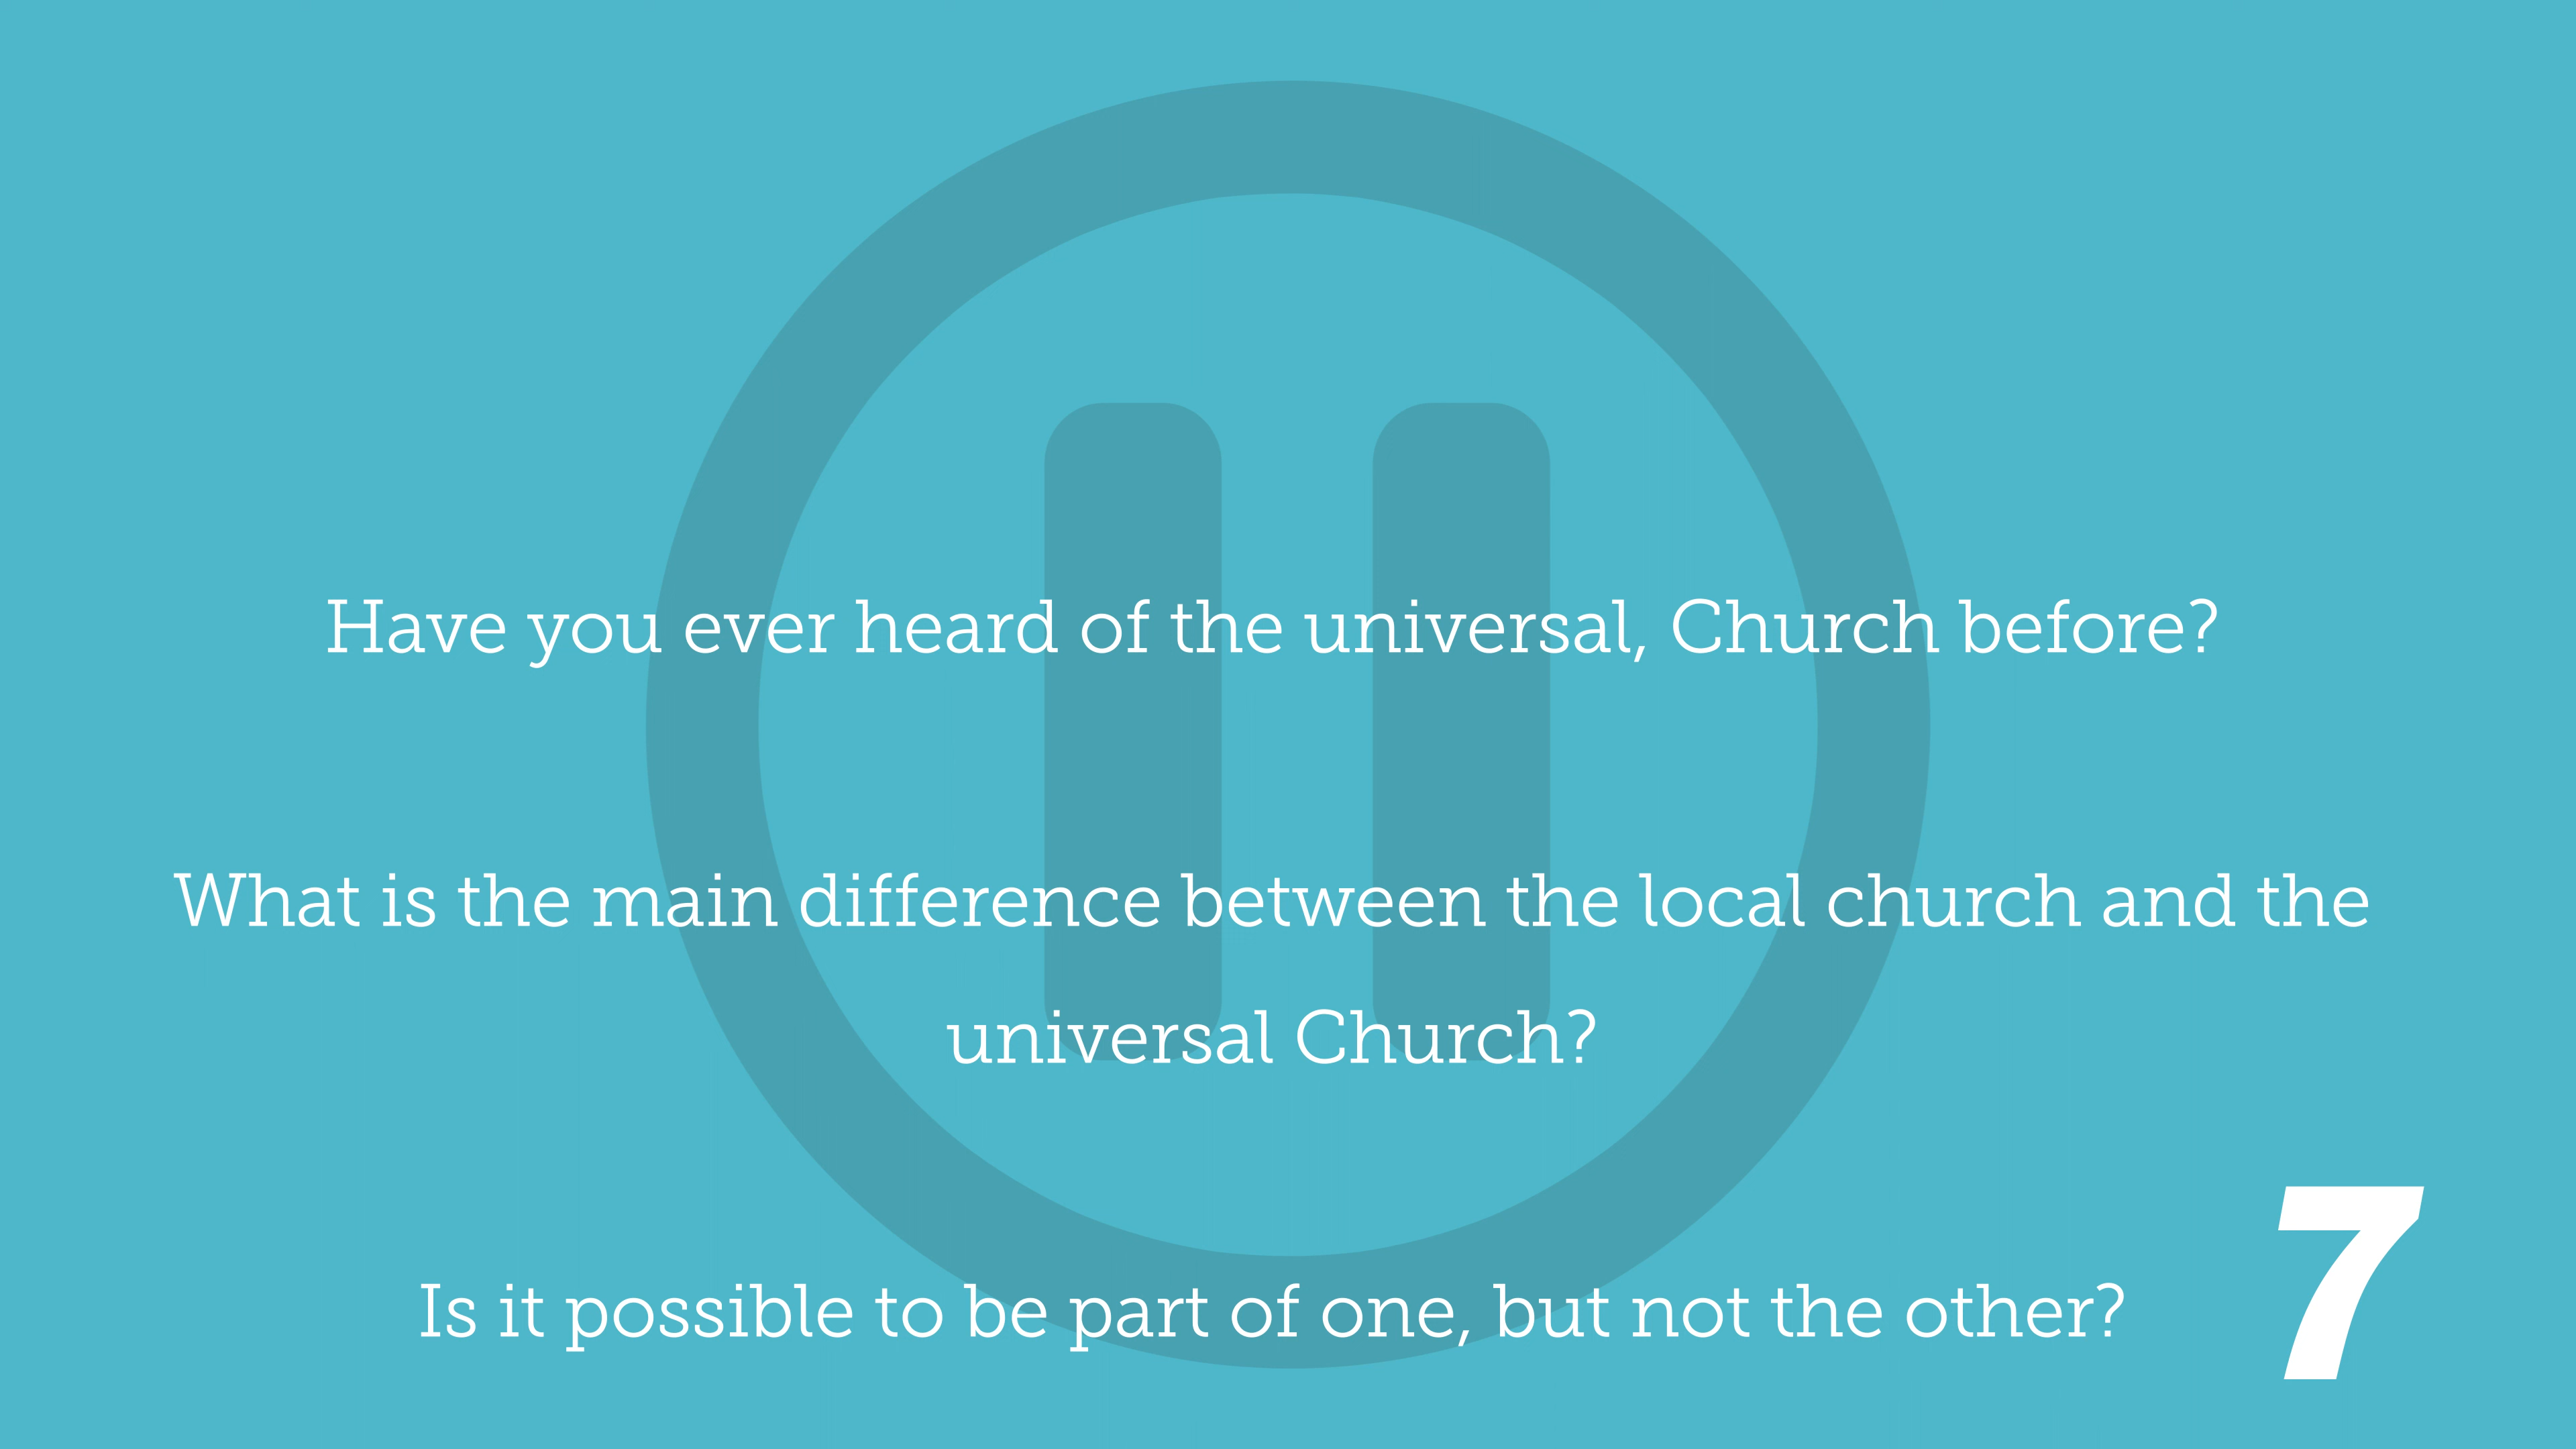 Have you ever heard of the universal, Church before?
What is the main difference between the local church and the
universal Church?
Is it possible to be part of one, but not the other?
7